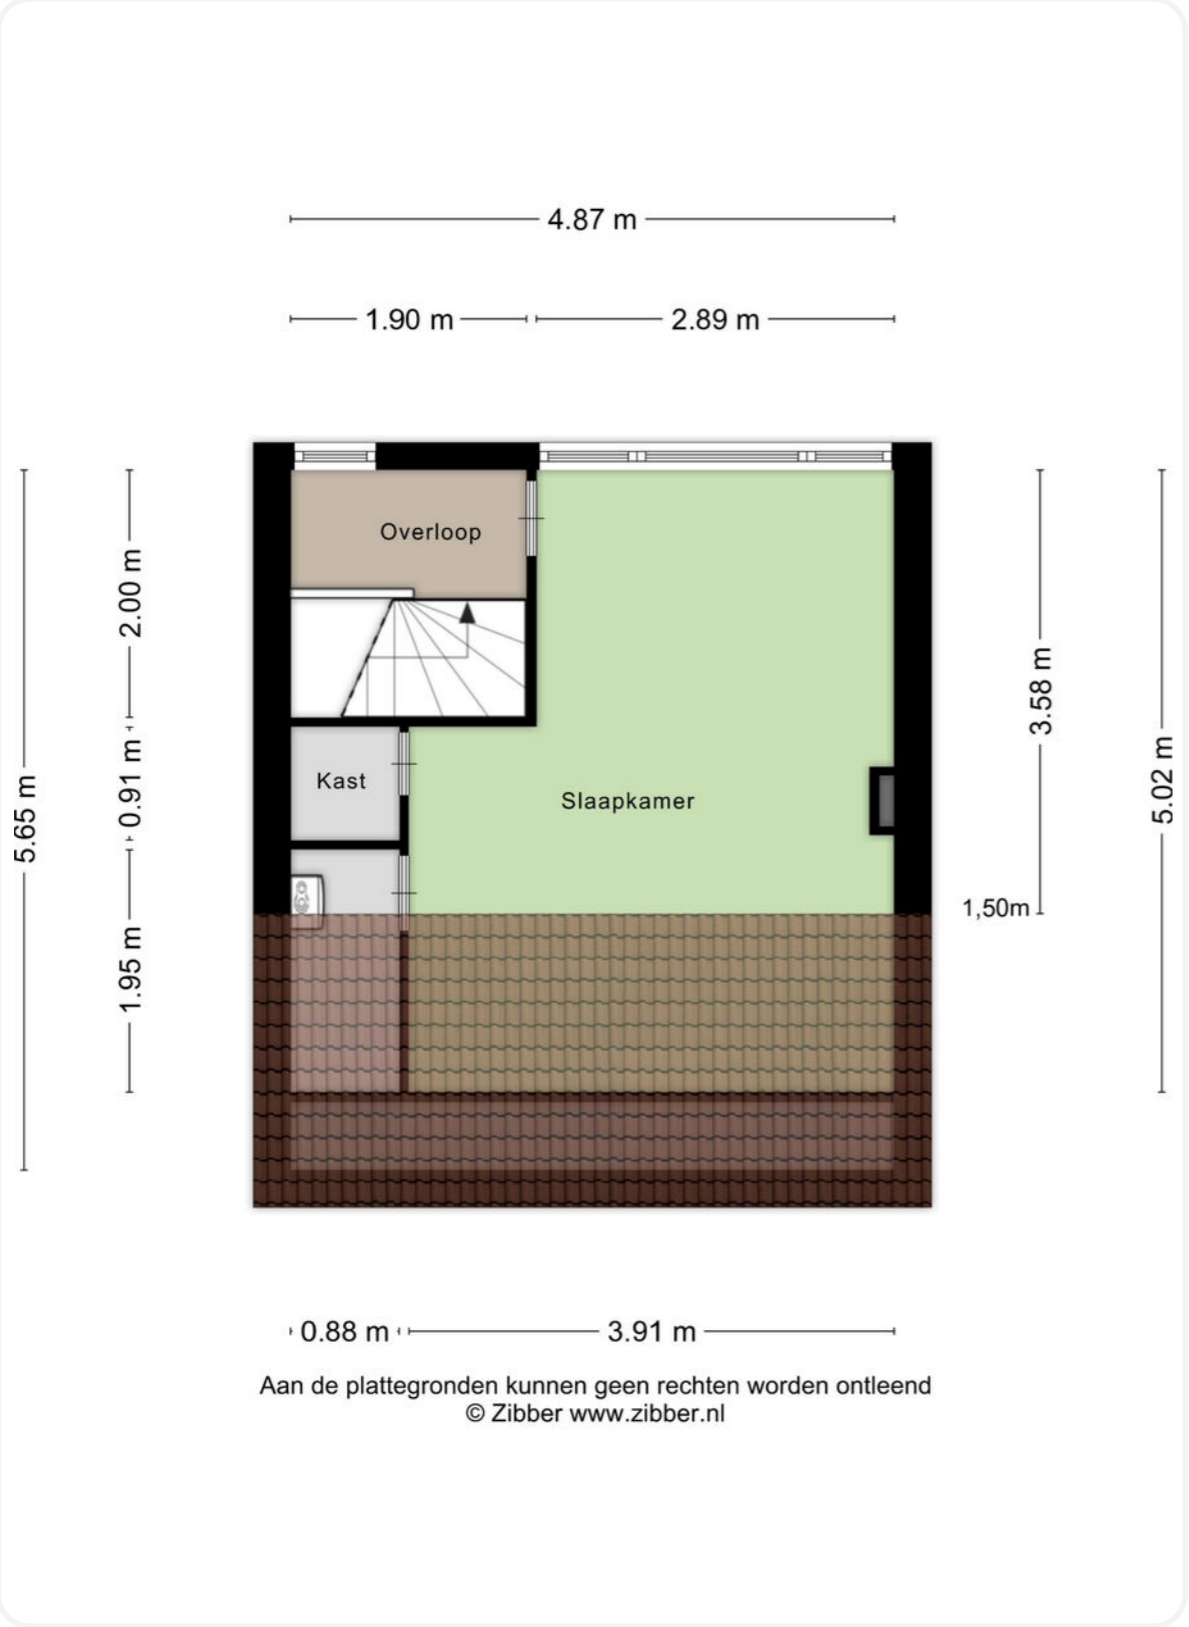 4.87 m
1.90 m
2.89 m
Overloop
2.00 m
3.58 m
0.91 m
5.65 m
5.02 m
Kast
Slaapkamer
1,50m
1.95 m
0.88 m
3.91 m
Aan de plattegronden kunnen geen rechten worden ontleend
© Zibber www.zibber.nl